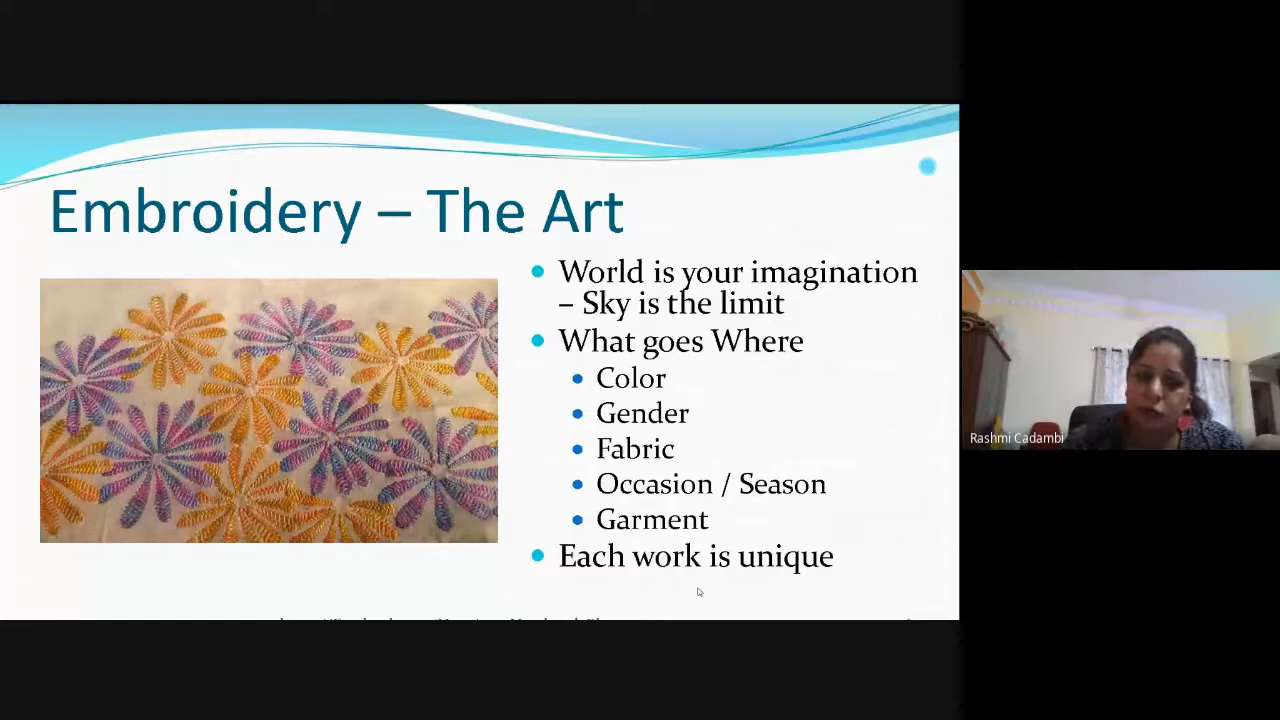 Embroidery – The Art
World is your imagination
– Sky is the limit
What goes Where
Color
Gender
Fabric
Occasion / Season
Garment
Each work is unique
Rashmi Cadambi